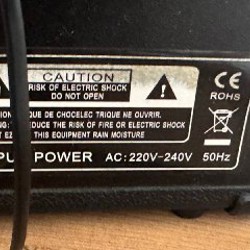 CAUTION
RISK OF ELECTRIC SHOCK
DO NOT OPEN
QUE DE CHOCELEC TRIQUE NE OUVRIR.
REDUCE THE RISK OF FIRE OR ELECTRIC SHOCK
THIS EQUIPMENT RAIN MOISTURE
POWER AC:220V-240V 50Hz
CE
ROHS